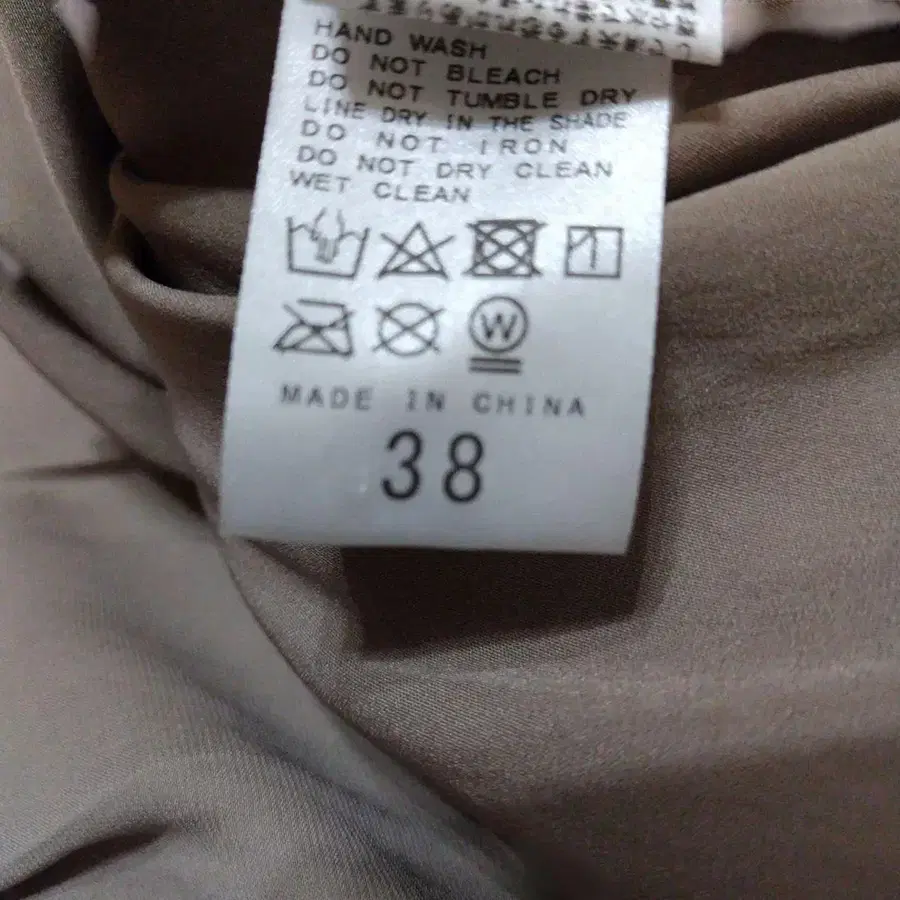 HAND WASH
DO NOT BLEACH
DO NOT TUMBLE DRY
LINE DRY IN THE SHADE
DO NOT IRON
DO NOT DRY CLEAN
WET CLEAN
W
MADE IN CHINA
38